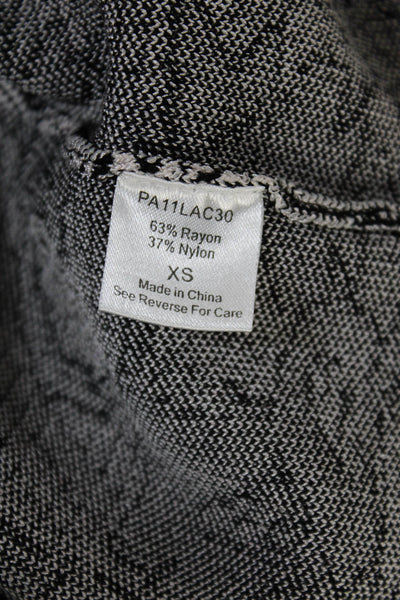 PA11LAC30
63% Rayon
37% Nylon
XS
Made in China
See Reverse For Care